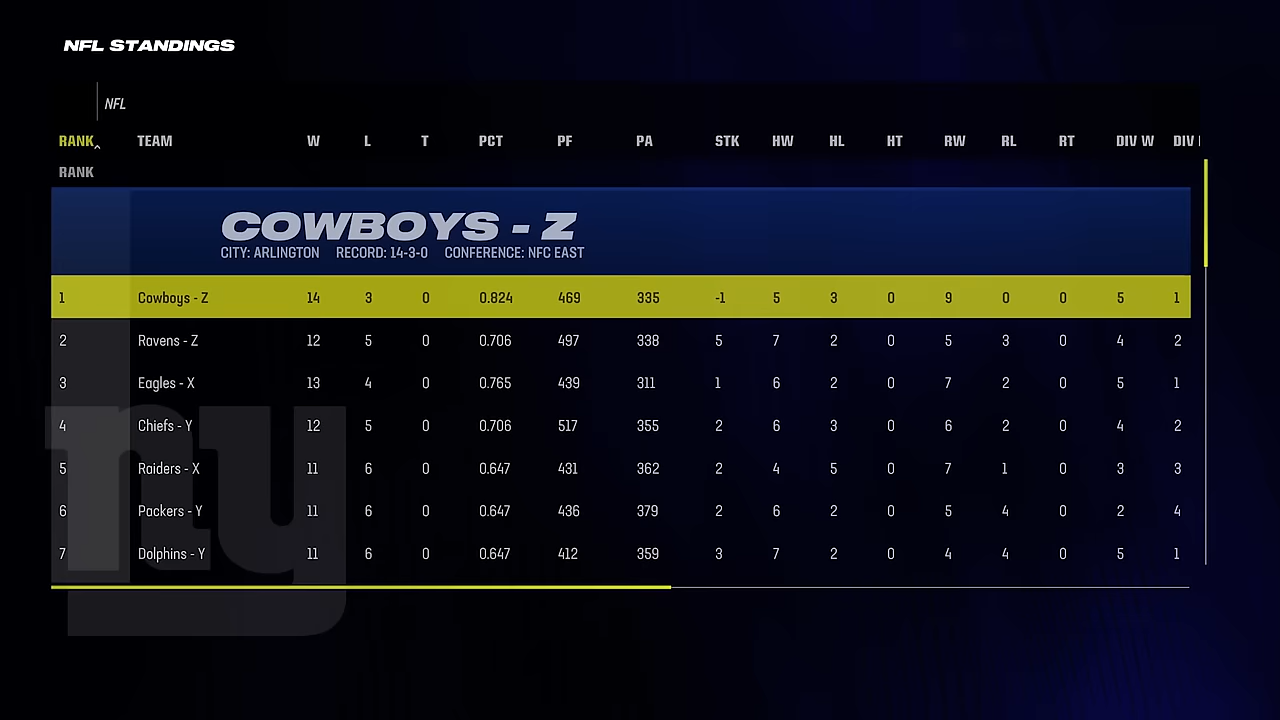 NFL STANDINGS
NFL
RANK TEAM W L T PCT PF PA STK HW HL HT RW RL RT DIV W DIV
RANK
COWBOYS - Z
CITY: ARLINGTON RECORD: 14-3-0 CONFERENCE: NFC EAST
1 Cowboys - Z 14 3 0 0.824 469 335 -1 5 3 0 9 0 0 5 1
2 Ravens - Z 12 5 0 0.706 497 338 5 7 2 0 5 3 0 4 2
3 Eagles - X 13 4 0 0.765 439 311 1 6 2 0 7 2 0 5 1
4 Chiefs - Y 12 5 0 0.706 517 355 2 6 3 0 6 2 0 4 2
5 Raiders - X 11 6 0 0.647 431 362 2 4 5 0 7 1 0 3 3
6 Packers - Y 11 6 0 0.647 436 379 2 6 2 0 5 4 0 2 4
7 Dolphins - Y 11 6 0 0.647 412 359 3 7 2 0 4 4 0 5 1
ny